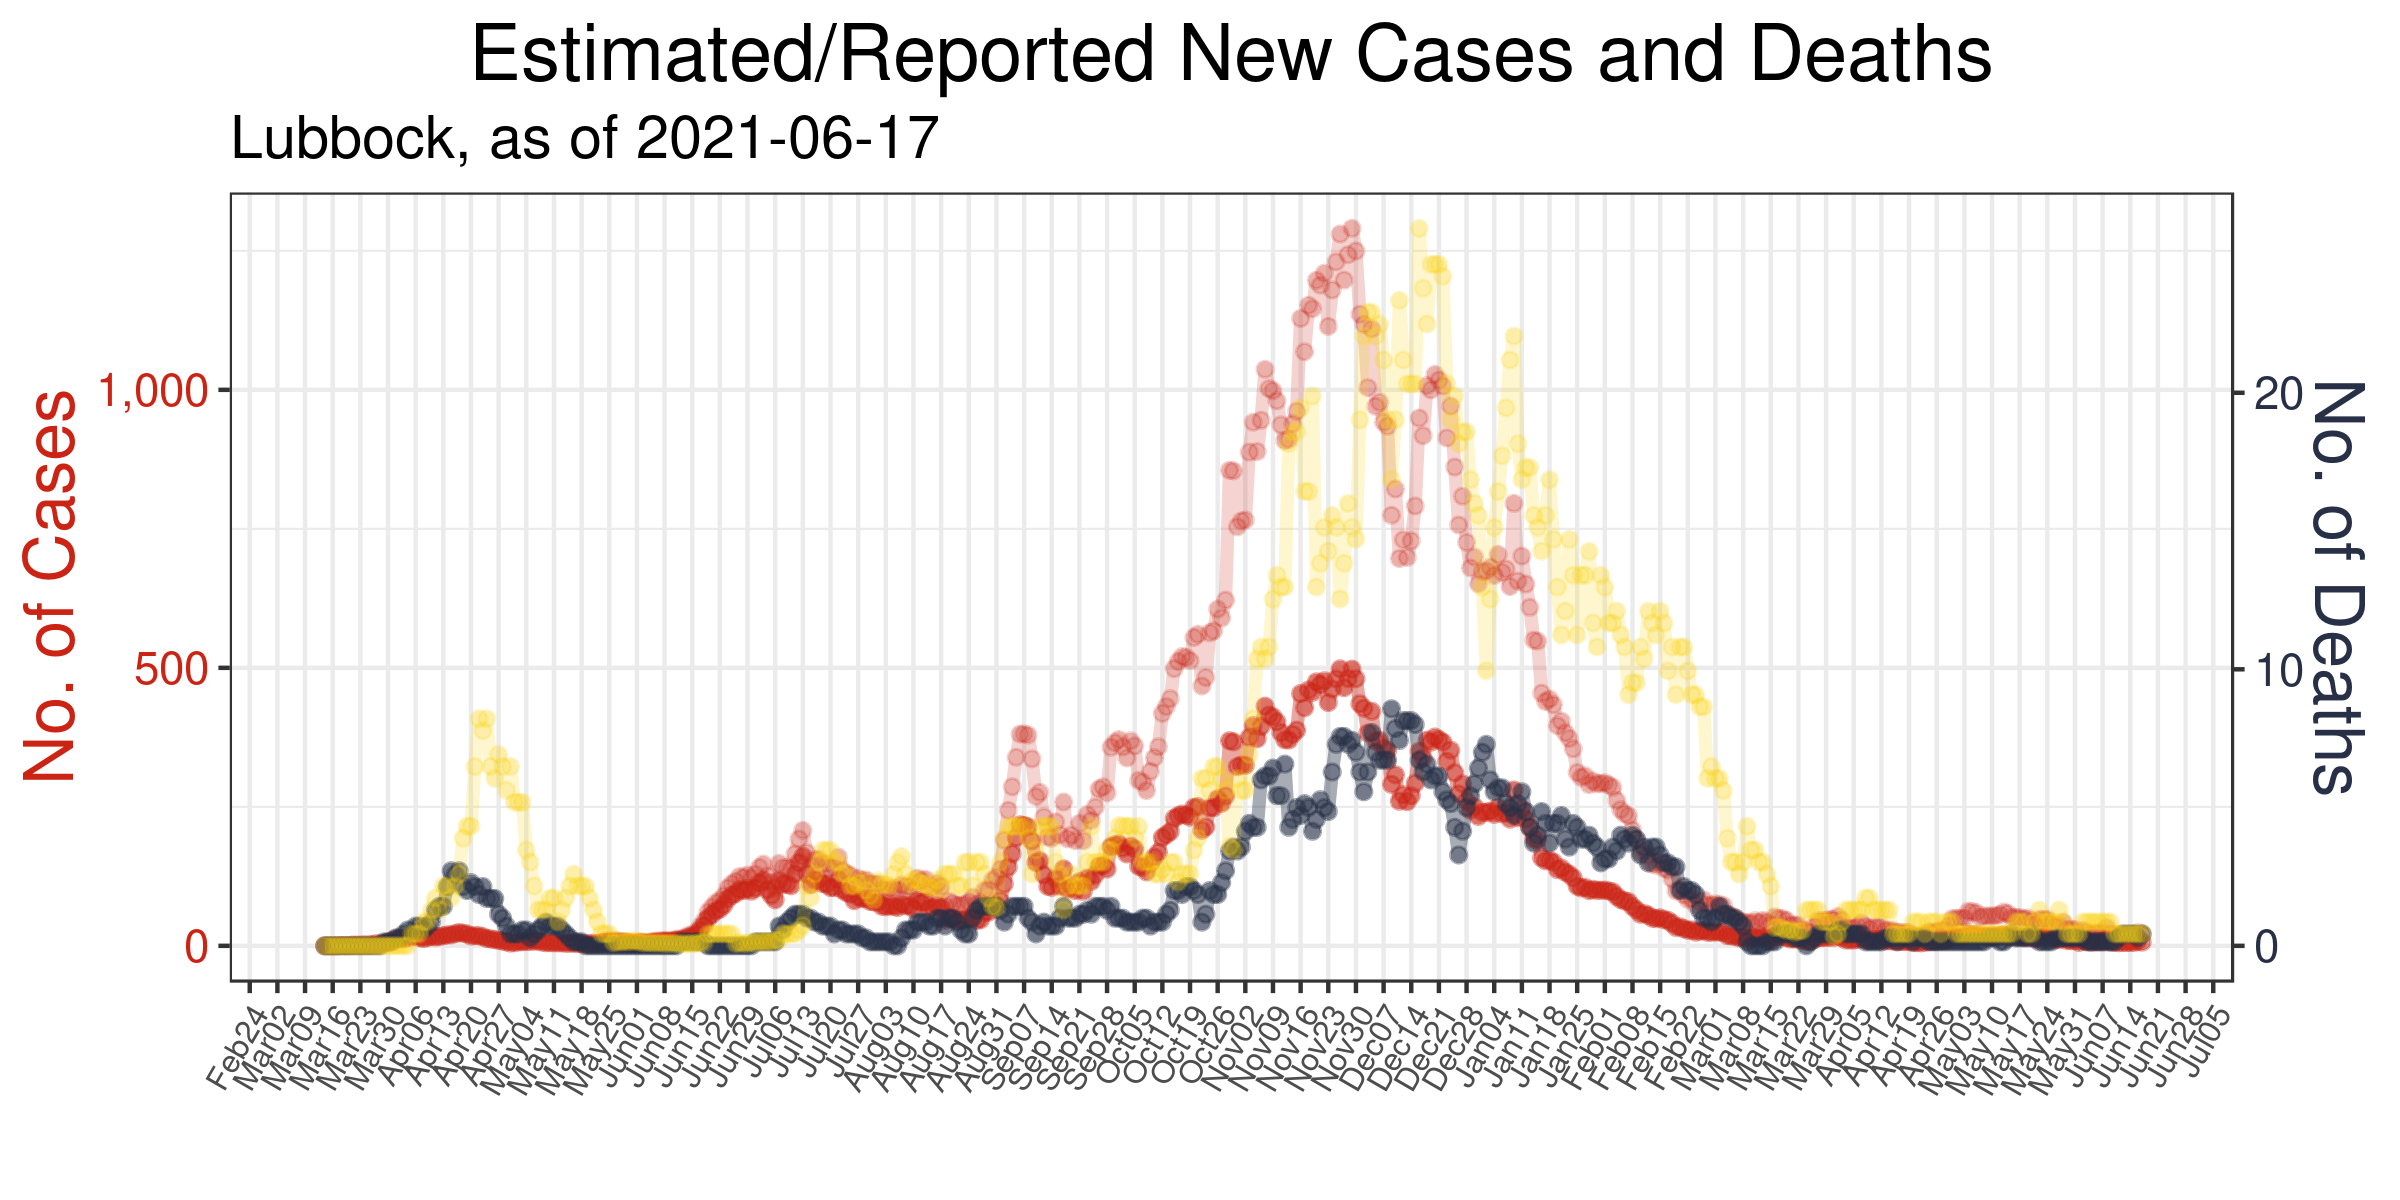 Estimated/Reported New Cases and Deaths
Lubbock, as of 2021-06-17
No. of Cases
1,000
500
0
20
10
0
No. of Deaths
Feb24
Mar02
Mar09
Mar16
Mar23
Mar30
Apr06
Apr13
Apr20
Apr27
May04
May11
May18
May25
Jun01
Jun08
Jun15
Jun22
Jun29
Jul06
Jul13
Jul20
Jul27
Aug03
Aug10
Aug17
Aug24
Aug31
Sep07
Sep14
Sep21
Sep28
Oct05
Oct12
Oct19
Oct26
Nov02
Nov09
Nov16
Nov23
Nov30
Dec07
Dec14
Dec21
Dec28
Jan04
Jan11
Jan18
Jan25
Feb01
Feb08
Feb15
Feb22
Mar01
Mar08
Mar15
Mar22
Mar29
Apr05
Apr12
Apr19
Apr26
May03
May10
May17
May24
May31
Jun07
Jun14
Jun21
Jun28
Jul05